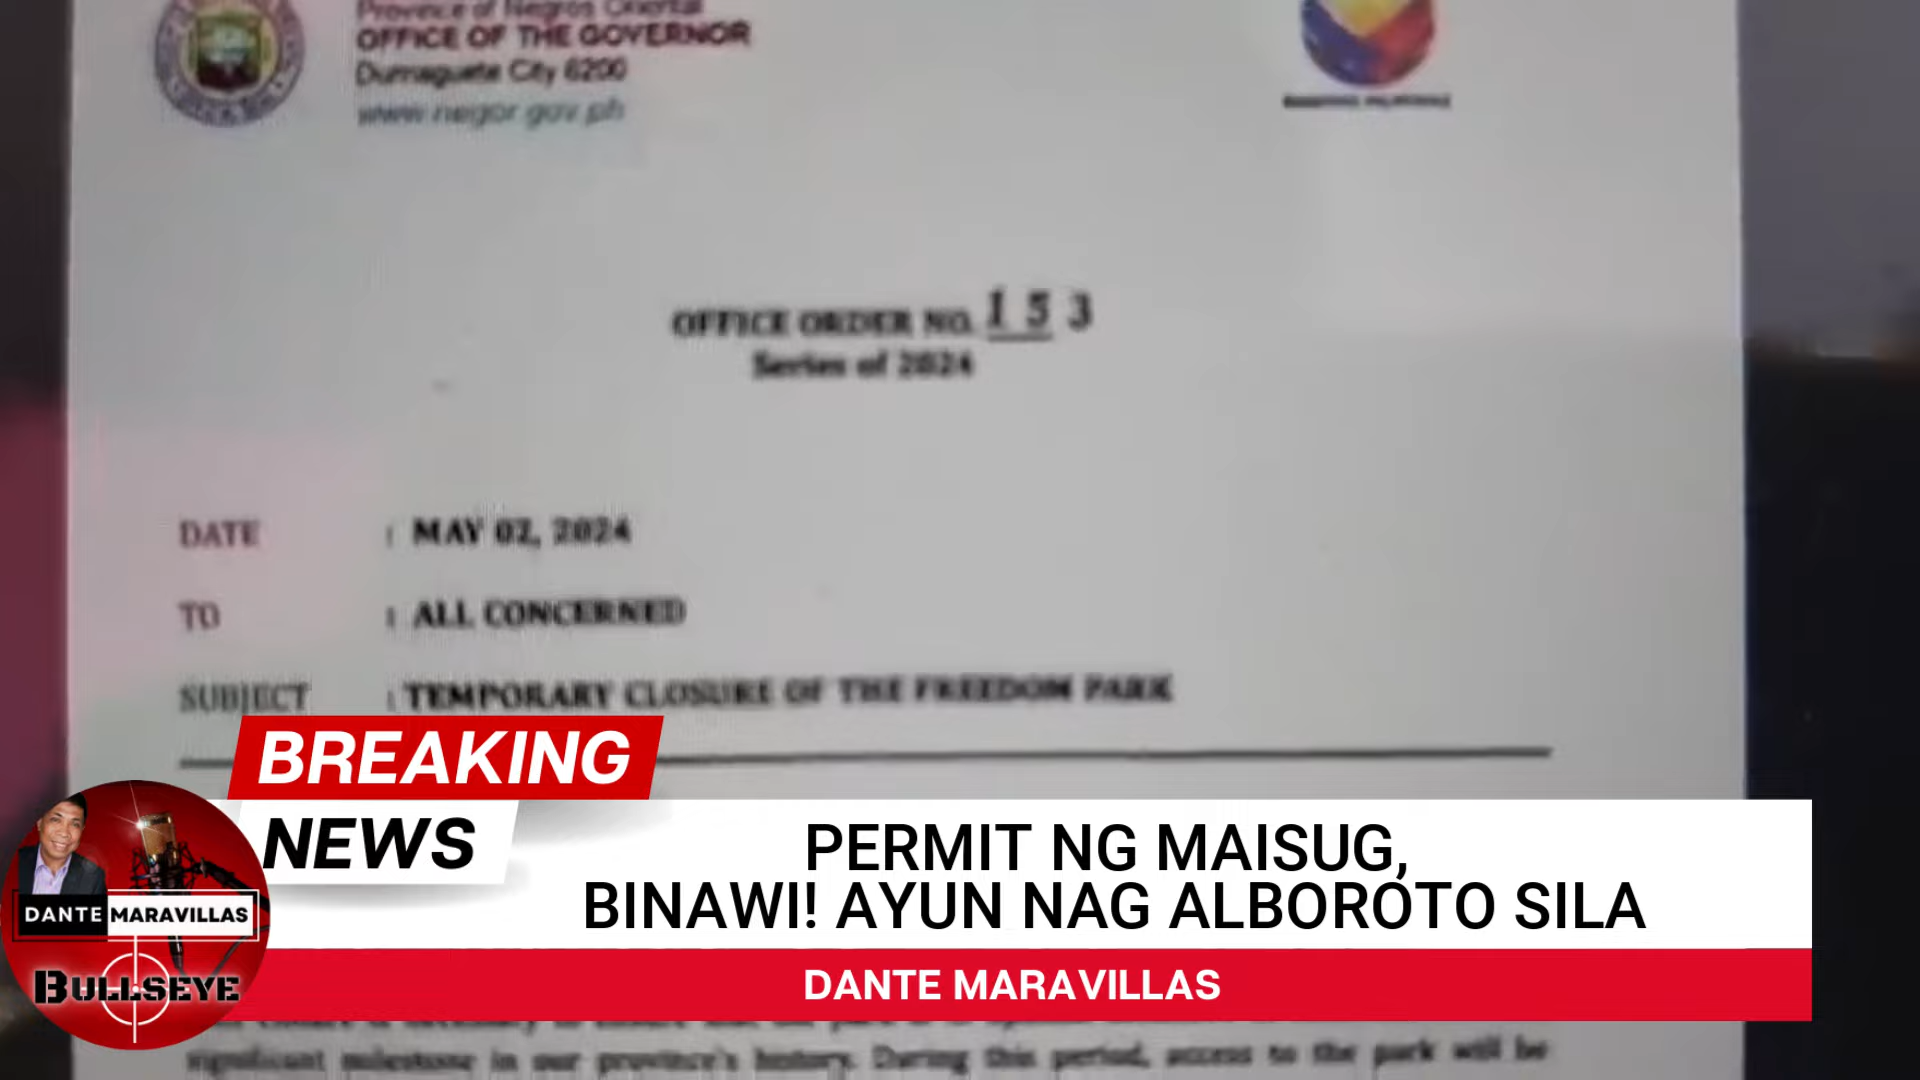 Province of Negros Oriental
OFFICE OF THE GOVERNOR
Dumaguete City 6200
www.negor.gov.ph
OFFICE ORDER NO. 153
Series of 2024
DATE : MAY 02, 2024
TO : ALL CONCERNED
SUBJECT : TEMPORARY CLOSURE OF THE FREEDOM PARK
BREAKING
NEWS
PERMIT NG MAISUG,
BINAWI! AYUN NAG ALBOROTO SILA
DANTE MARAVILLAS
BULLSEYE
DANTE MARAVILLAS
significant milestone in our province's history. During this period, access to the park will be